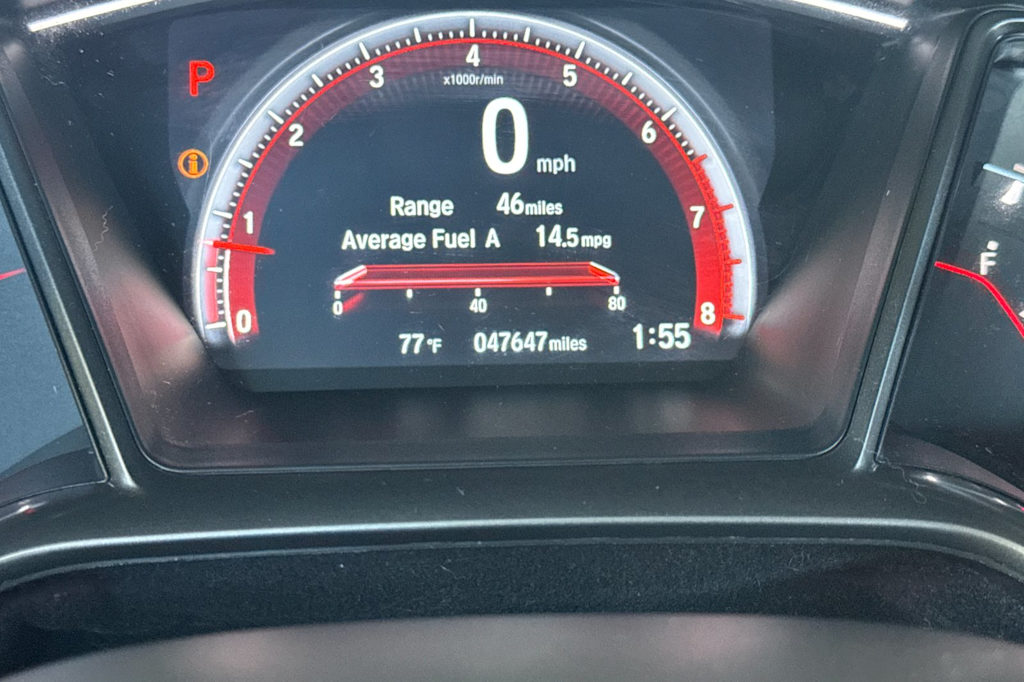 P
i
0 1 2 3 4 5 6 7 8
x1000r/min
0 mph
Range 46miles
Average Fuel A 14.5mpg
0 40 80
77°F 047647miles 1:55
F